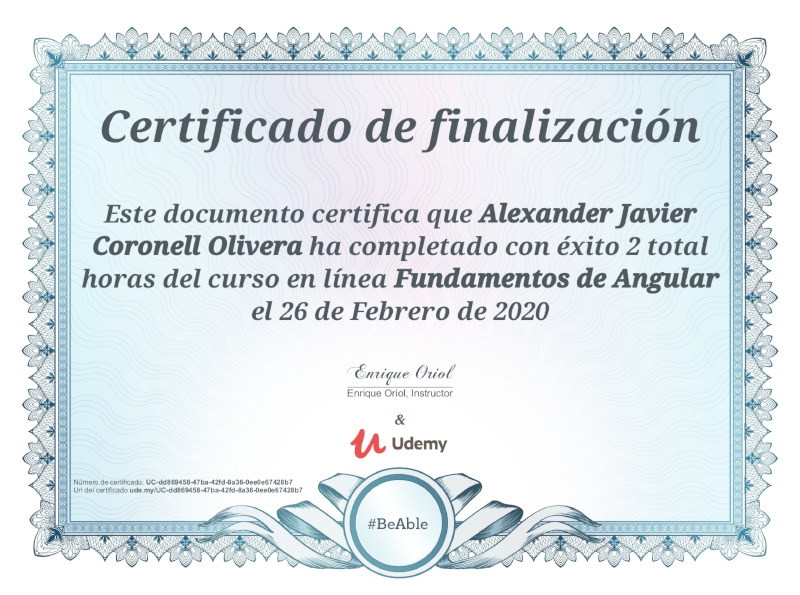 Certificado de finalización
Este documento certifica que Alexander Javier
Coronell Olivera ha completado con éxito 2 total
horas del curso en línea Fundamentos de Angular
el 26 de Febrero de 2020
Enrique Oriol
Enrique Oriol, Instructor
&
Udemy
Número de certificado: UC-dd869458-47ba-42fd-8a36-0ee0e67428b7
Url del certificado ude.my/UC-dd869458-47ba-42fd-8a36-0ee0e67428b7
#BeAble